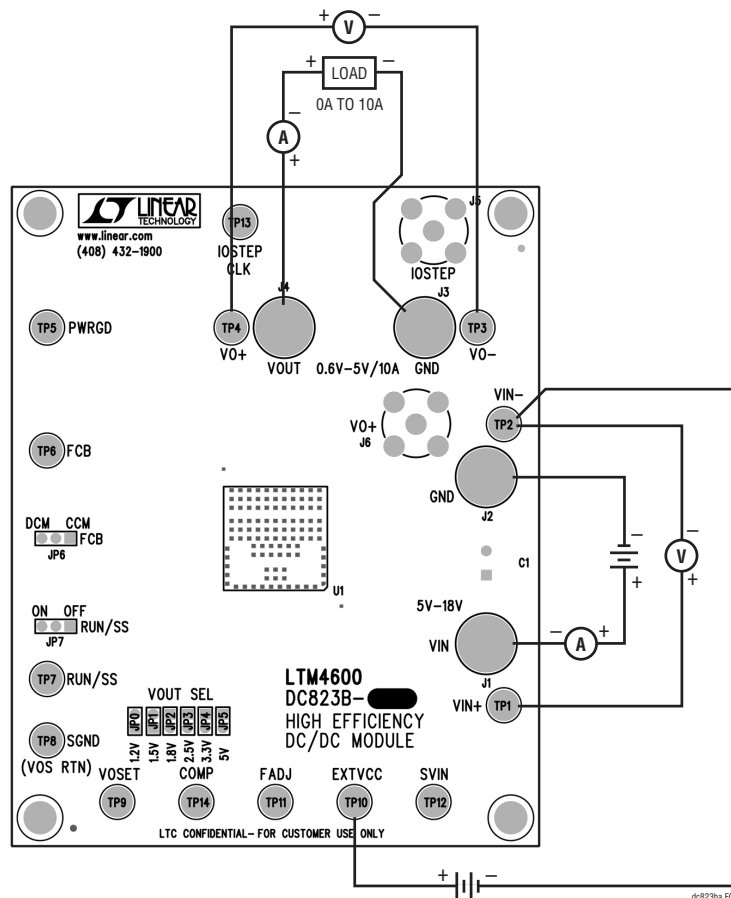 + V −
+ LOAD −
0A TO 10A
−
A
+
LINEAR
TECHNOLOGY
www.linear.com
(408) 432-1900
TP13
IOSTEP
CLK
J5
IOSTEP
J4
J3
TP5 PWRGD
TP4
TP3
VO+
VOUT
0.6V–5V/10A
GND
VO-
VIN-
TP2
VO+
J6
TP6 FCB
GND
J2
DCM CCM
FCB
JP6
U1
C1
−
+
−
V
+
ON OFF
RUN/SS
JP7
5V-18V
VIN
− A +
J1
TP7 RUN/SS
VIN+
TP1
LTM4600
DC823B-
HIGH EFFICIENCY
DC/DC MODULE
VOUT SEL
JP0 JP1 JP2 JP3 JP4 JP5
1.2V 1.5V 1.8V 2.5V 3.3V 5V
TP8 SGND
(VOS RTN)
VOSET COMP FADJ EXTVCC SVIN
TP9 TP14 TP11 TP10 TP12
LTC CONFIDENTIAL- FOR CUSTOMER USE ONLY
+ −